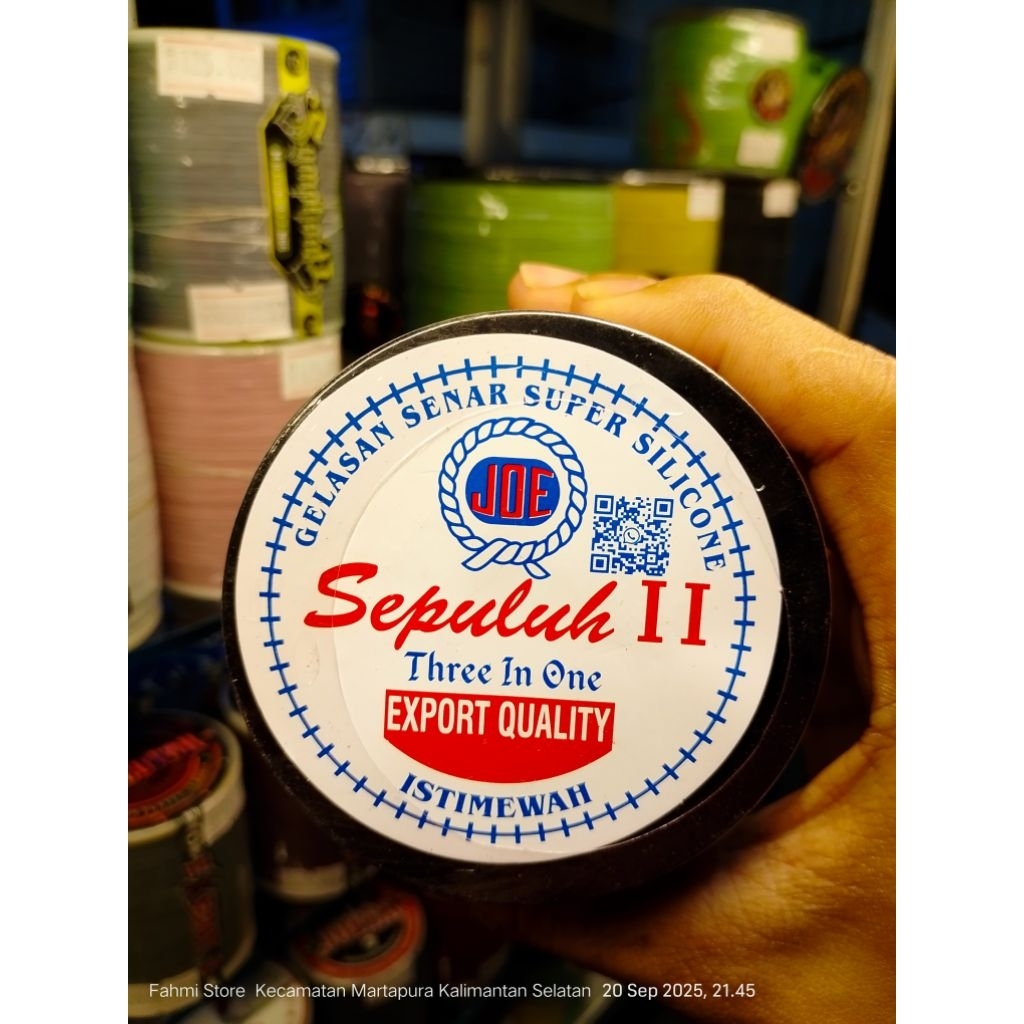 GELASAN SENAR SUPER SILICONE
JOE
Sepuluh II
Three In One
EXPORT QUALITY
ISTIMEWAH
Fahmi Store Kecamatan Martapura Kalimantan Selatan 20 Sep 2025, 21.45